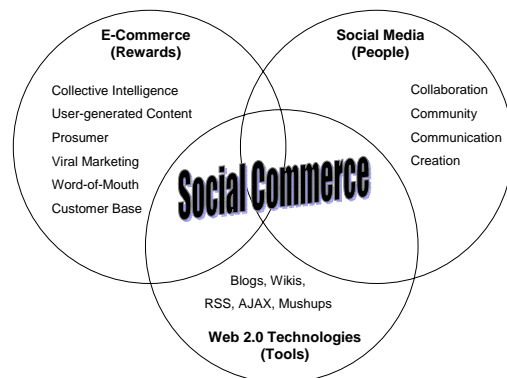 E-Commerce
(Rewards)
Collective Intelligence
User-generated Content
Prosumer
Viral Marketing
Word-of-Mouth
Customer Base
Social Media
(People)
Collaboration
Community
Communication
Creation
Social Commerce
Blogs, Wikis,
RSS, AJAX, Mushups
Web 2.0 Technologies
(Tools)